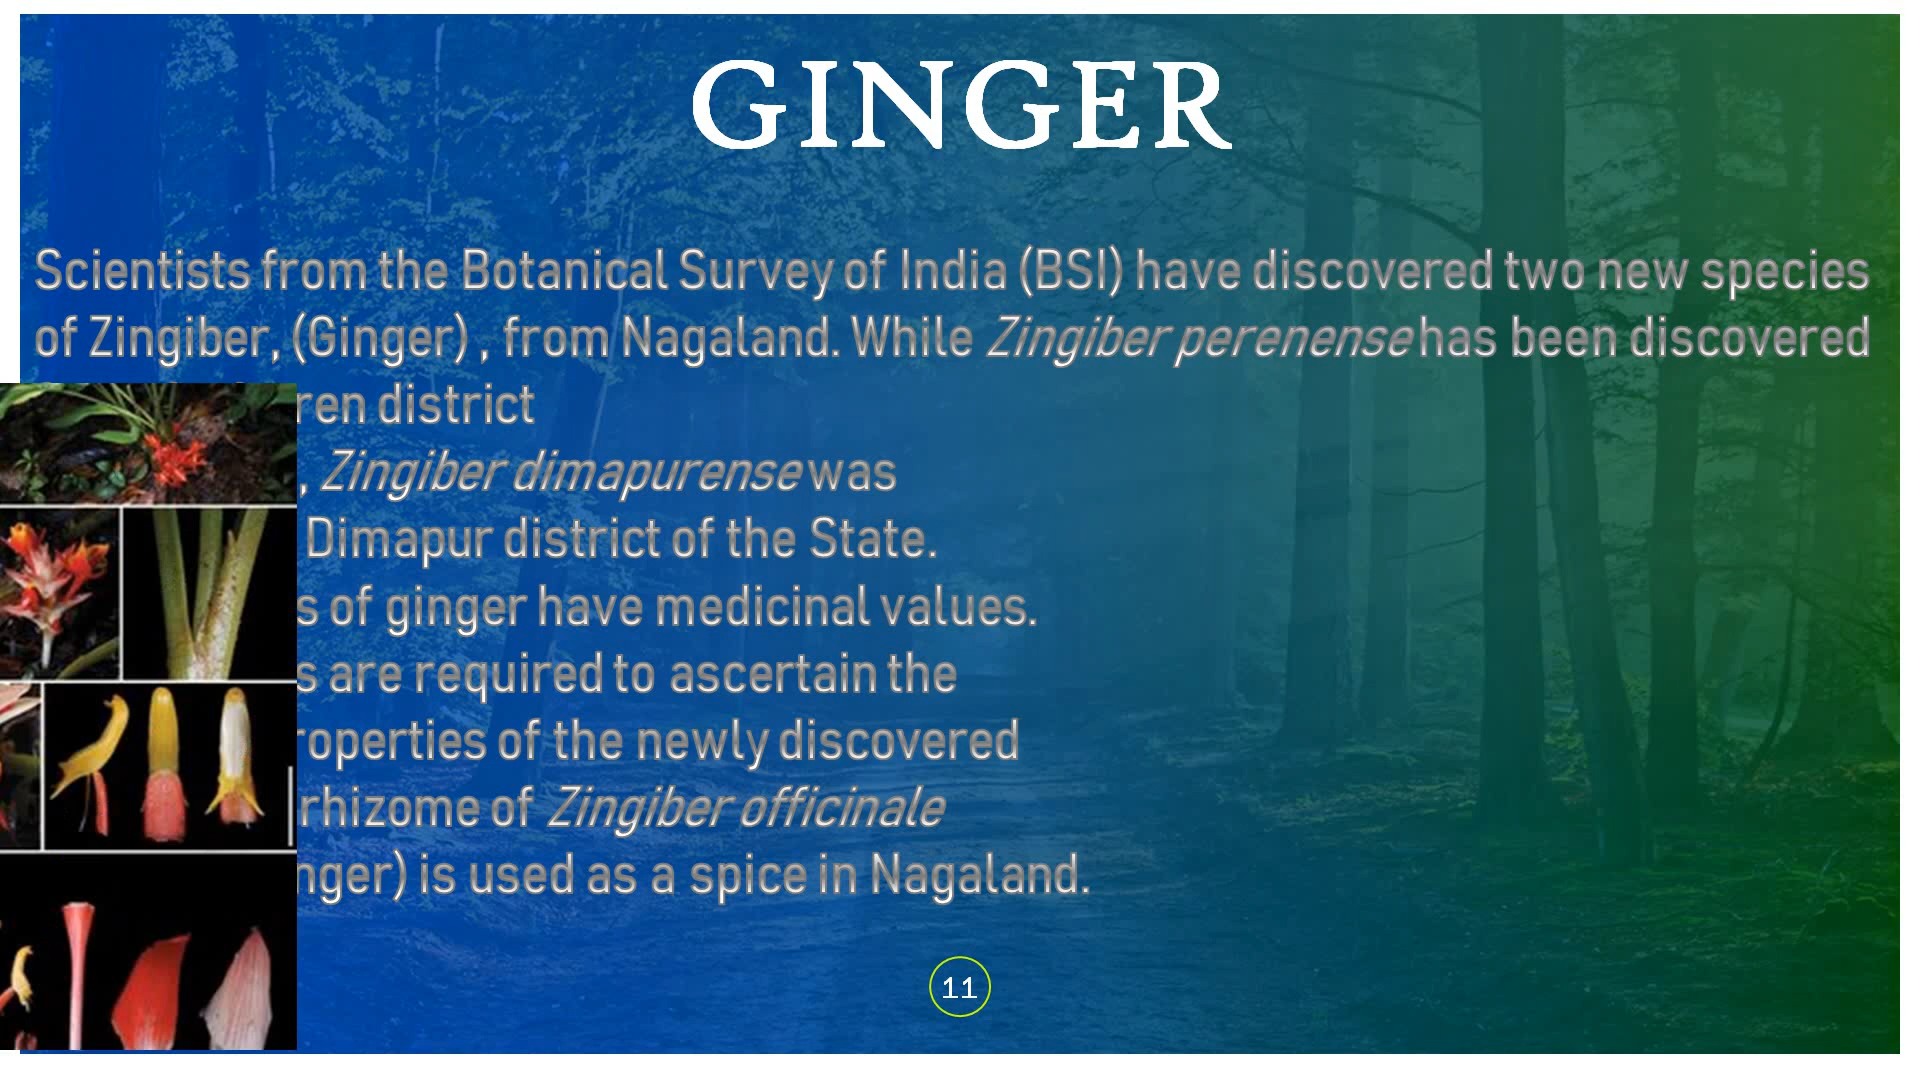 GINGER
Scientists from the Botanical Survey of India (BSI) have discovered two new species
of Zingiber, (Ginger) , from Nagaland. While Zingiber perenense has been discovered
district
, Zingiber dimapurense was
Dimapur district of the State.
of ginger have medicinal values.
are required to ascertain the
of the newly discovered
rhizome of Zingiber officinale
is used as a spice in Nagaland.
11